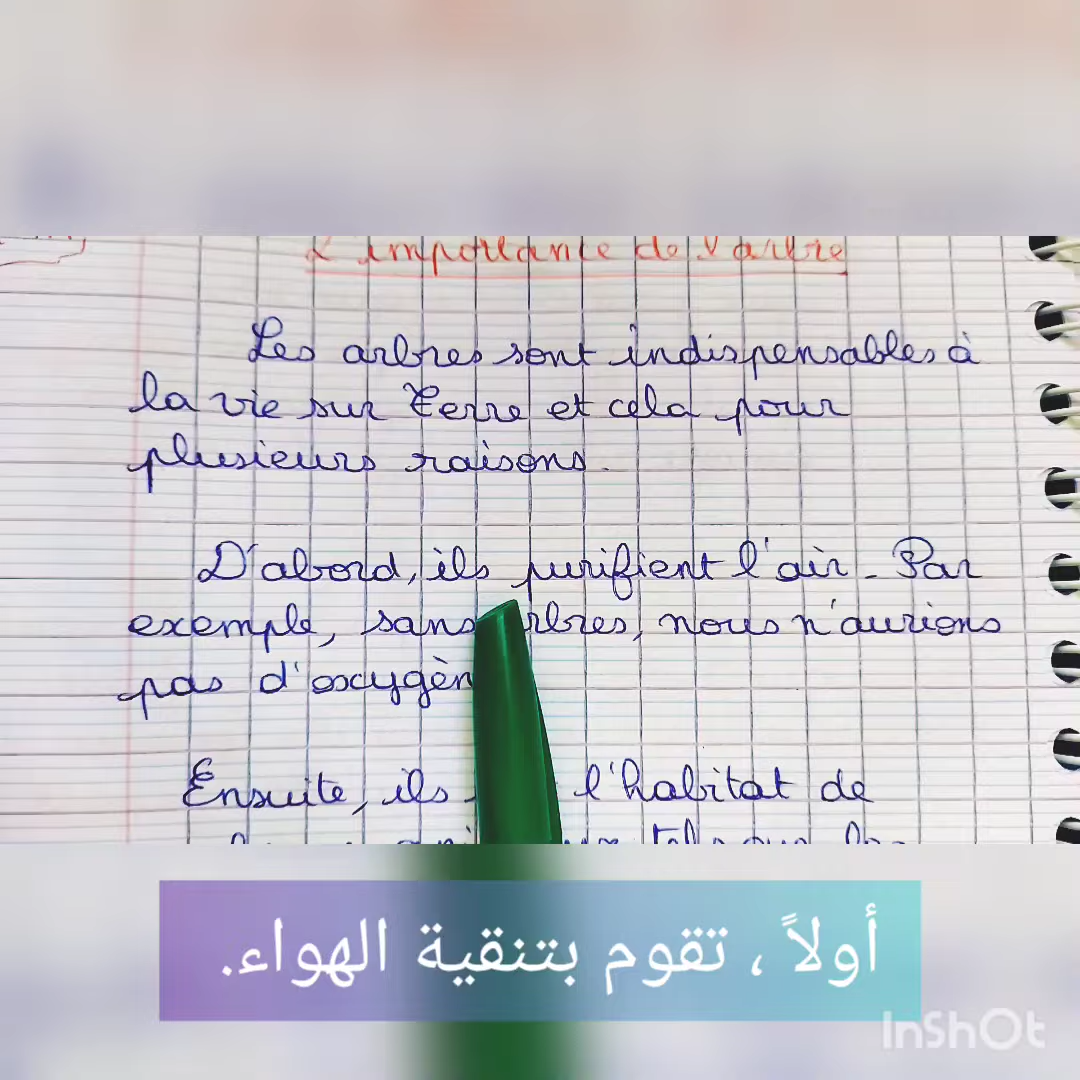 L'importance de l'arbre
Les arbres sont indispensables à
la vie sur Terre et cela pour
plusieurs raisons.
D'abord, ils purifient l'air. Par
exemple, sans rbres, nous n'aurions
pas d'oxygèn
Ensuite, ils l'habitat de
أولاً ، تقوم بتنقية الهواء.
InShOt